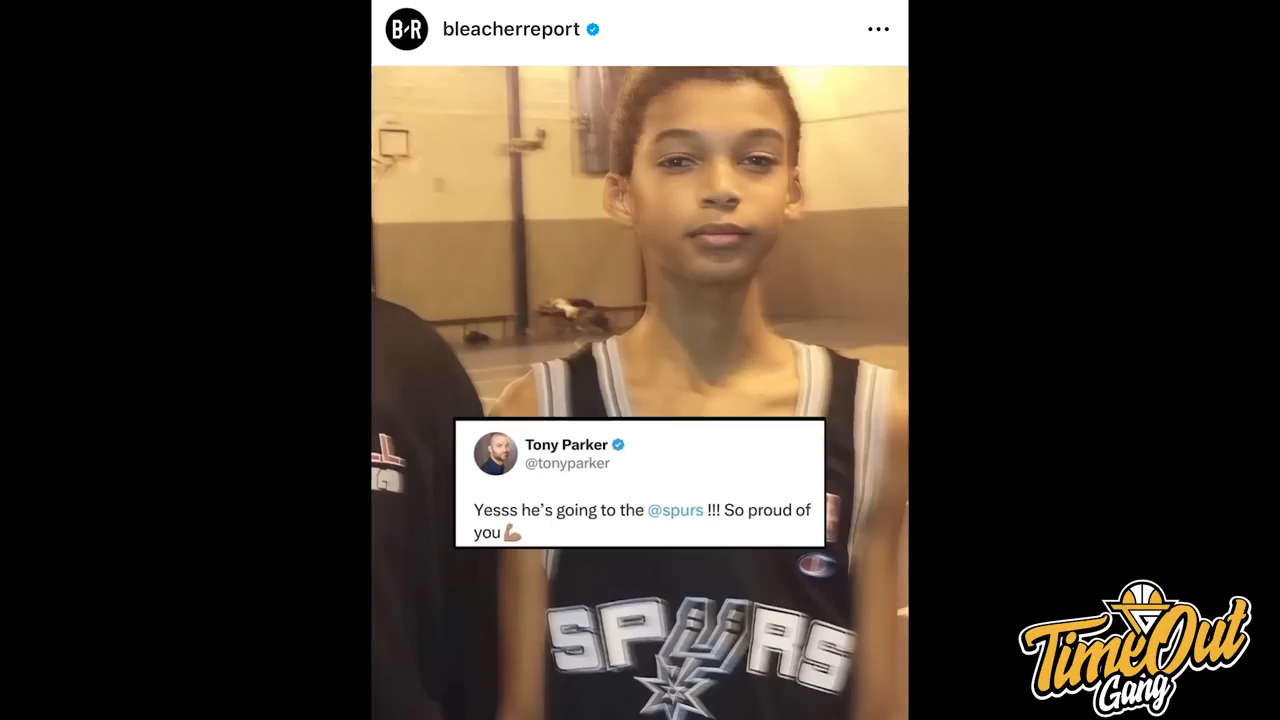 B R
bleacherreport
Tony Parker
@tonyparker
Yesss he's going to the @spurs !!! So proud of
you
SPURS
TimeOut
Gang